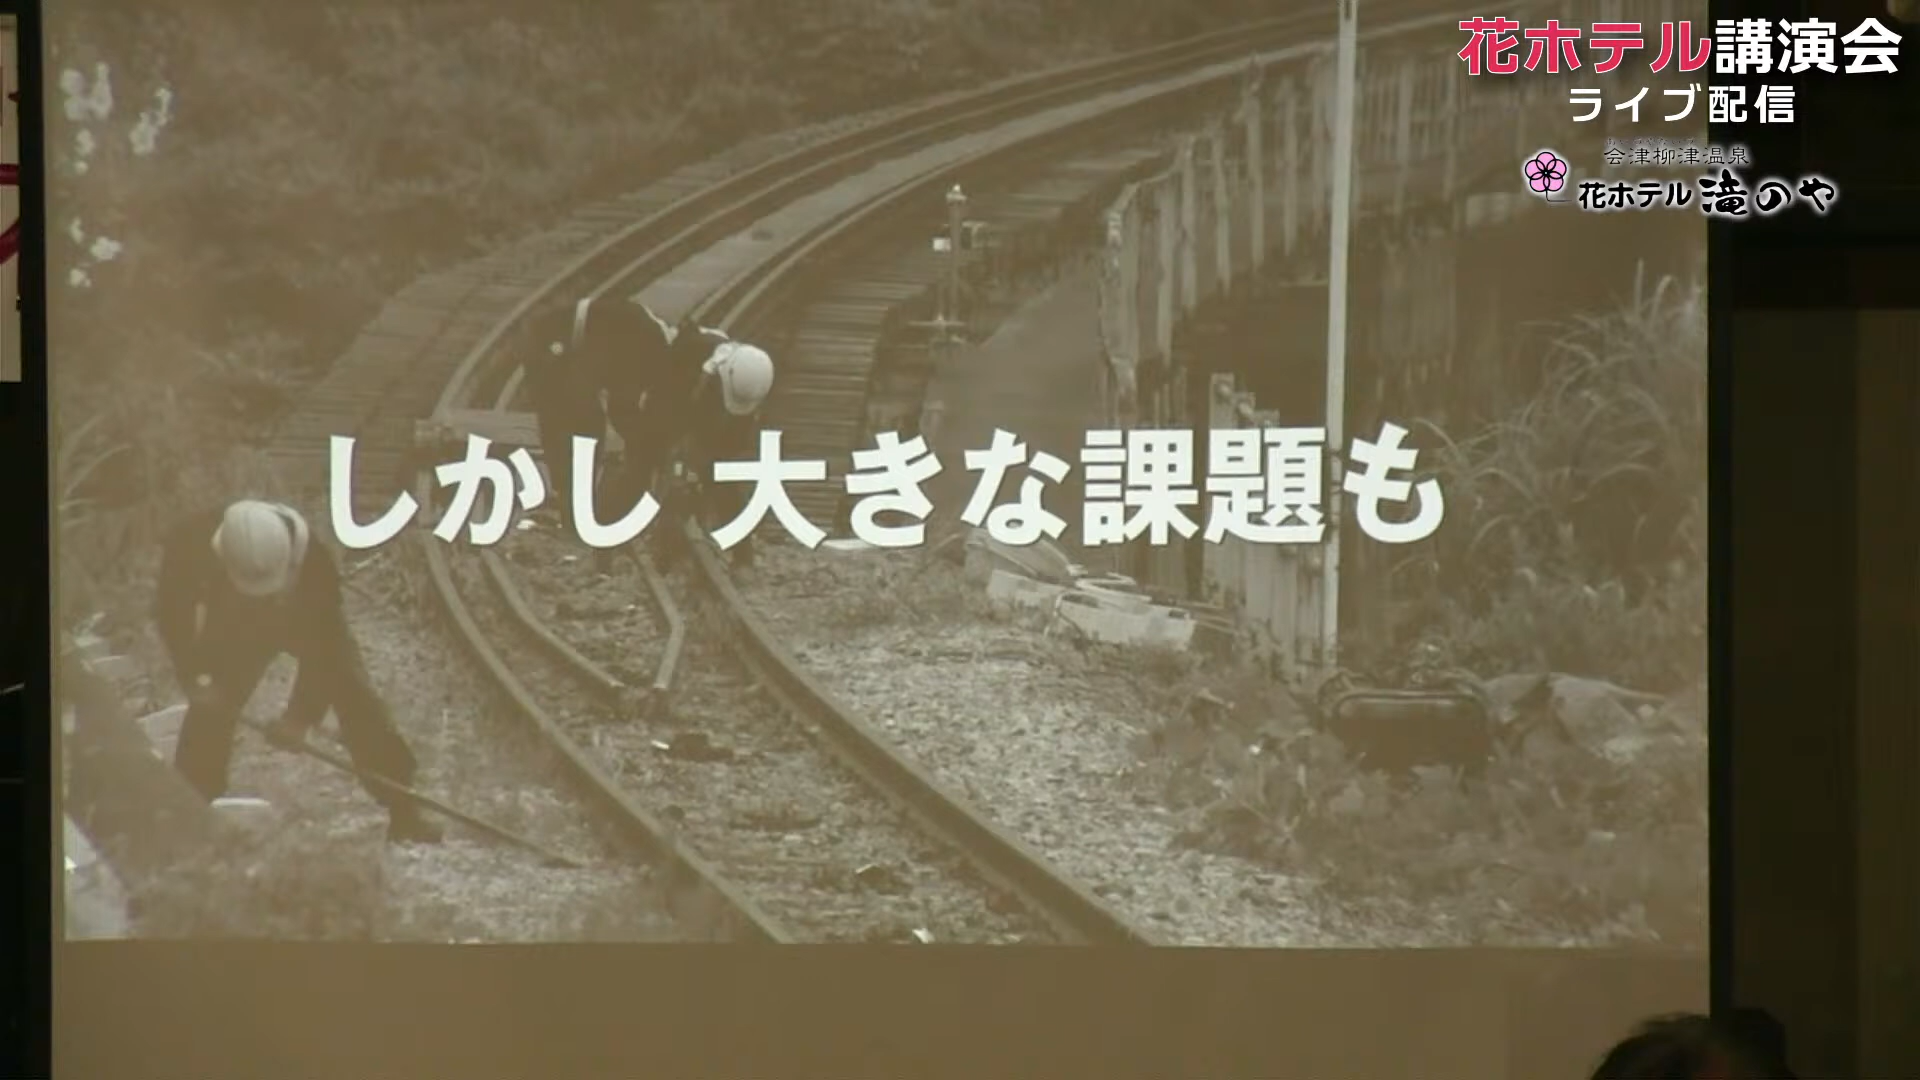 花ホテル講演会
ライブ配信
会津柳津温泉
花ホテル 滝のや
しかし 大きな課題も